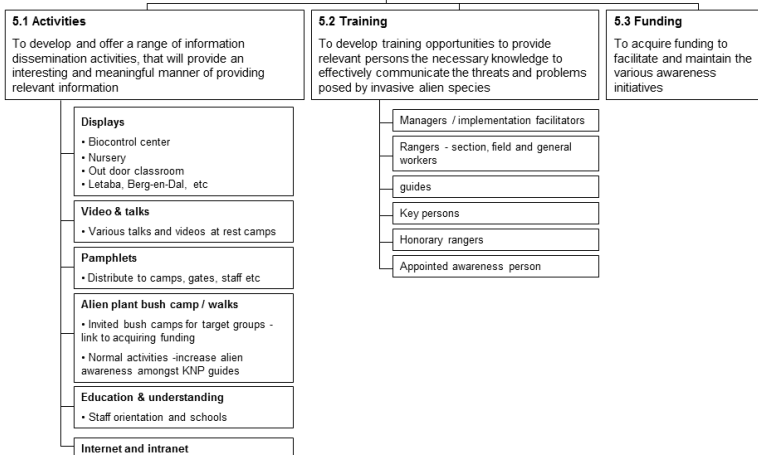 5.1 Activities
To develop and offer a range of information
dissemination activities, that will provide an
interesting and meaningful manner of providing
relevant information
Displays
• Biocontrol center
• Nursery
• Out door classroom
• Letaba, Berg-en-Dal, etc
Video & talks
• Various talks and videos at rest camps
Pamphlets
• Distribute to camps, gates, staff etc
Alien plant bush camp / walks
• Invited bush camps for target groups -
link to acquiring funding
• Normal activities -increase alien
awareness amongst KNP guides
Education & understanding
• Staff orientation and schools
Internet and intranet
5.2 Training
To develop training opportunities to provide
relevant persons the necessary knowledge to
effectively communicate the threats and problems
posed by invasive alien species
Managers / implementation facilitators
Rangers - section, field and general
workers
guides
Key persons
Honorary rangers
Appointed awareness person
5.3 Funding
To acquire funding to
facilitate and maintain the
various awareness
initiatives